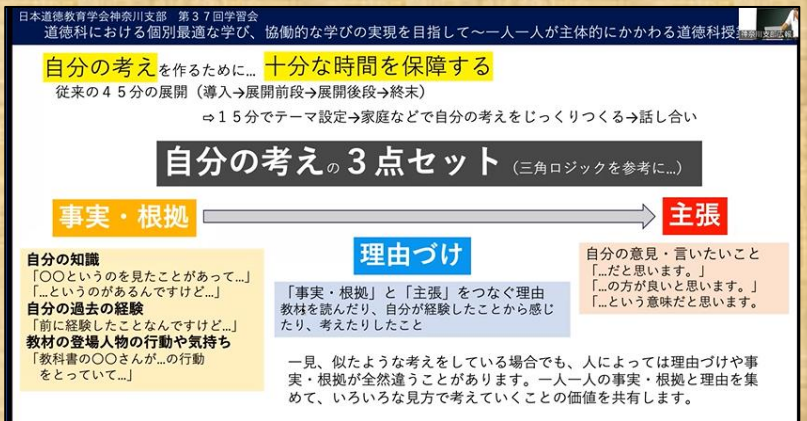 日本道徳教育学会神奈川支部　第３７回学習会
道徳科における個別最適な学び、協働的な学びの実現を目指して～一人一人が主体的にかかわる道徳科授
神奈川支部広報
自分の考えを作るために… 十分な時間を保障する
従来の４５分の展開（導入→展開前段→展開後段→終末）
⇨１５分でテーマ設定→家庭などで自分の考えをじっくりつくる→話し合い
自分の考えの３点セット（三角ロジックを参考に…）
事実・根拠
主張
理由づけ
自分の知識
「〇〇というのを見たことがあって…」
「…というのがあるんですけど…」
自分の過去の経験
「前に経験したことなんですけど…」
教材の登場人物の行動や気持ち
「教科書の〇〇さんが…の行動
をとっていて…」
「事実・根拠」と「主張」をつなぐ理由
教材を読んだり、自分が経験したことから感じ
たり、考えたりしたこと
自分の意見・言いたいこと
「…だと思います。」
「…の方が良いと思います。」
「…という意味だと思います。
一見、似たような考えをしている場合でも、人によっては理由づけや事
実・根拠が全然違うことがあります。一人一人の事実・根拠と理由を集
めて、いろいろな見方で考えていくことの価値を共有します。